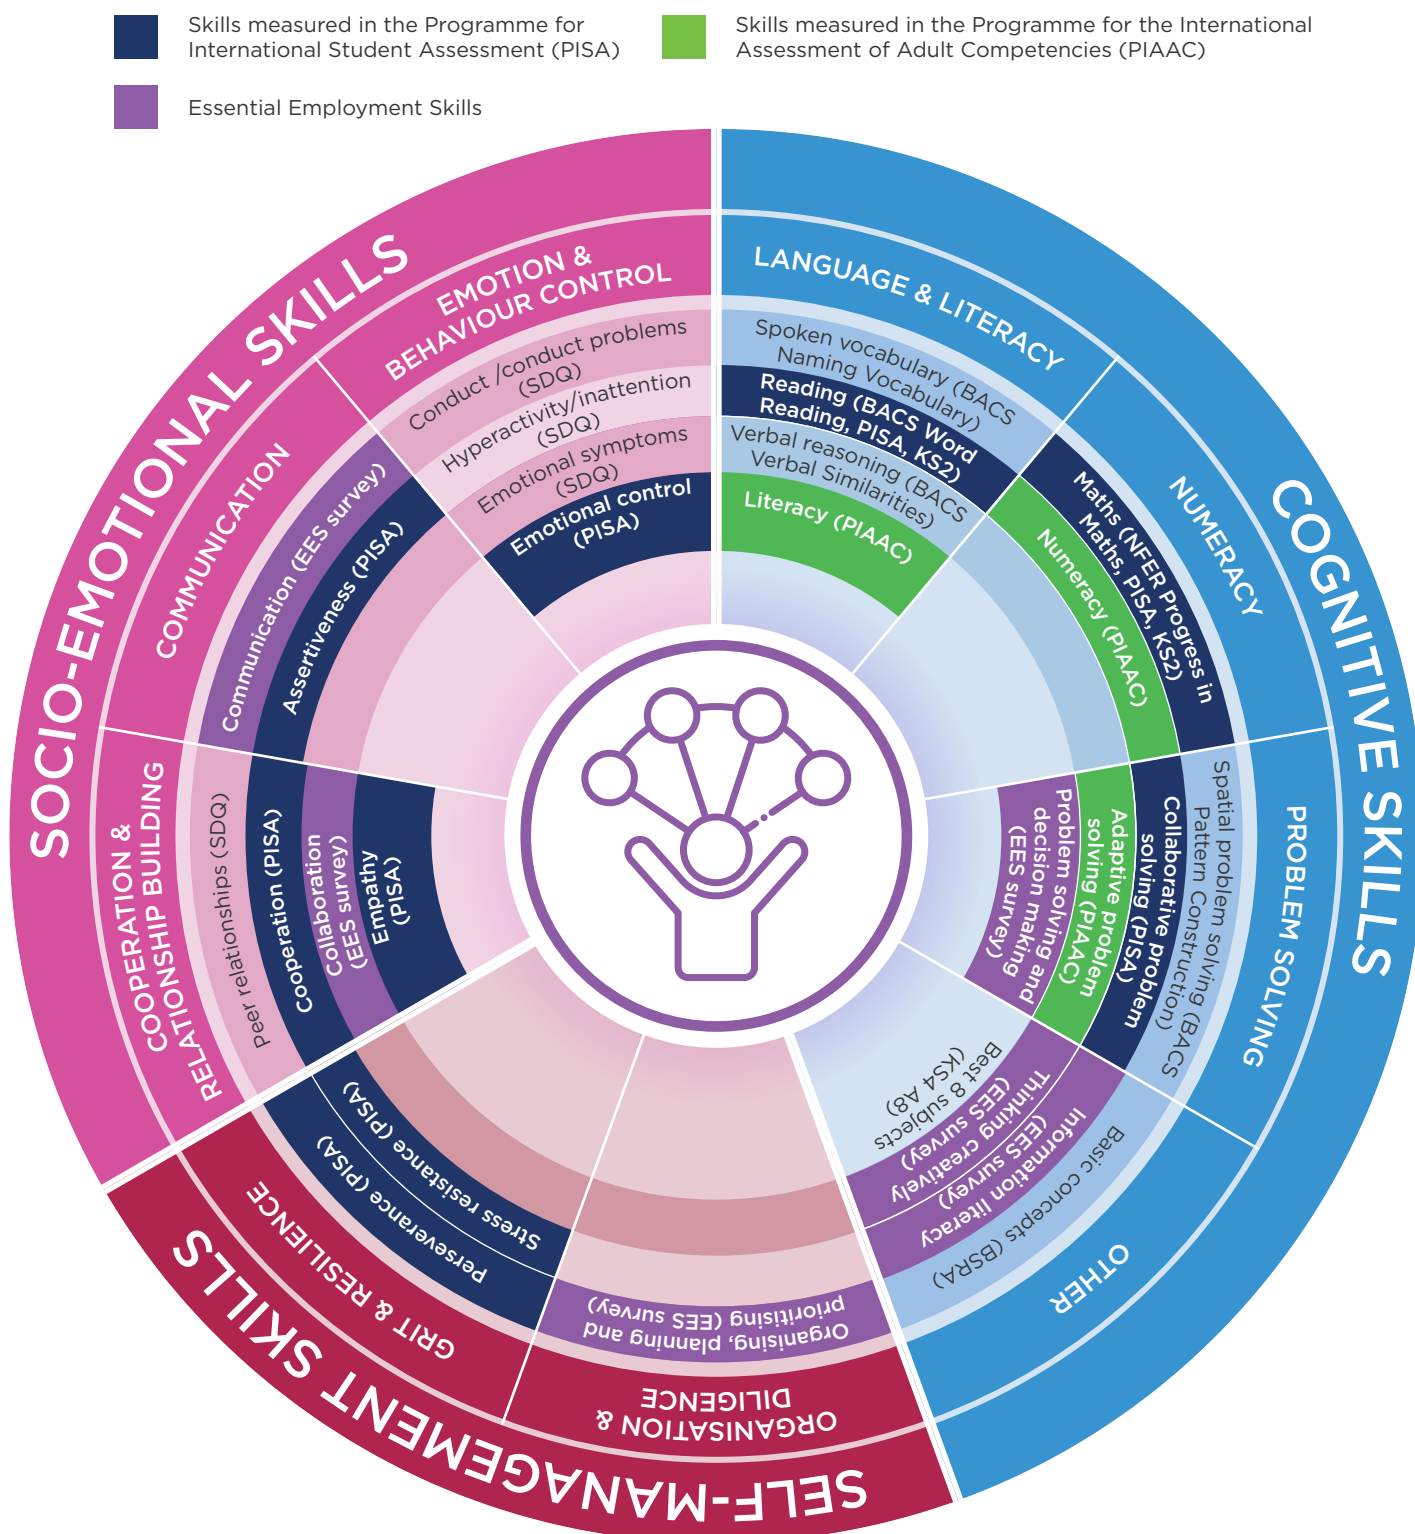 Skills measured in the Programme for
International Student Assessment (PISA)
Skills measured in the Programme for the International
Assessment of Adult Competencies (PIAAC)
Essential Employment Skills
COGNITIVE SKILLS
LANGUAGE & LITERACY
Spoken vocabulary (BACS
Naming Vocabulary)
Reading (BACS Word
Reading, PISA, KS2)
Verbal reasoning (BACS
Verbal Similarities)
Literacy (PIAAC)
NUMERACY
Maths (NFER Progress in
Maths, PISA, KS2)
Numeracy (PIAAC)
PROBLEM SOLVING
Spatial problem solving (BACS
Pattern Construction)
Collaborative problem
solving (PISA)
Adaptive problem
solving (PIAAC)
Problem solving and
decision making
(EES survey)
OTHER
Basic concepts (BSRA)
Information literacy
(EES survey)
Thinking creatively
(EES survey)
Best 8 subjects
(KS4 A8)
SELF-MANAGEMENT SKILLS
ORGANISATION &
DILIGENCE
Organising, planning and
prioritising (EES survey)
GRIT & RESILIENCE
Perseverance (PISA)
Stress resistance (PISA)
SOCIO-EMOTIONAL SKILLS
COOPERATION &
RELATIONSHIP BUILDING
Peer relationships (SDQ)
Cooperation (PISA)
Collaboration
(EES survey)
Empathy
(PISA)
COMMUNICATION
Communication (EES survey)
Assertiveness (PISA)
EMOTION &
BEHAVIOUR CONTROL
Conduct /conduct problems
(SDQ)
Hyperactivity/inattention
(SDQ)
Emotional symptoms
(SDQ)
Emotional control
(PISA)